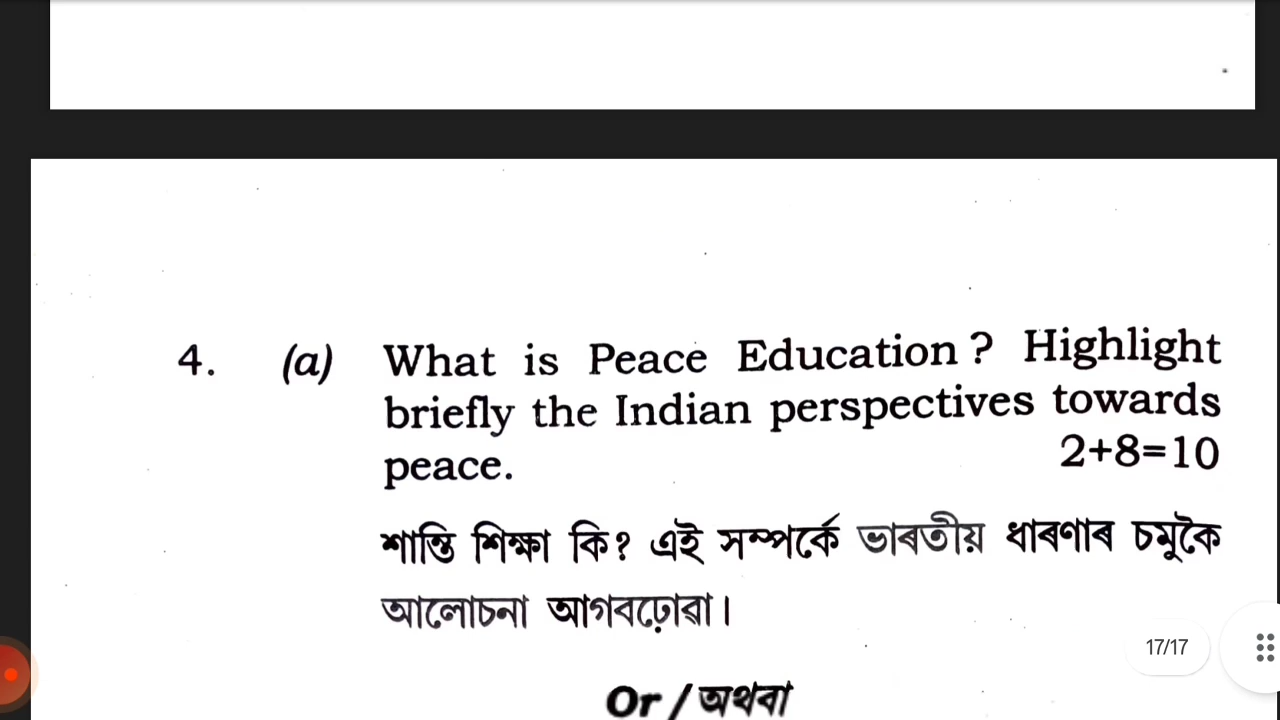 4. (a) What is Peace Education ? Highlight
briefly the Indian perspectives towards
peace. 2+8=10
শান্তি শিক্ষা কি? এই সম্পৰ্কে ভাৰতীয় ধাৰণাৰ চমুকৈ
আলোচনা আগবঢ়োৱা।
17/17
Or / অথবা